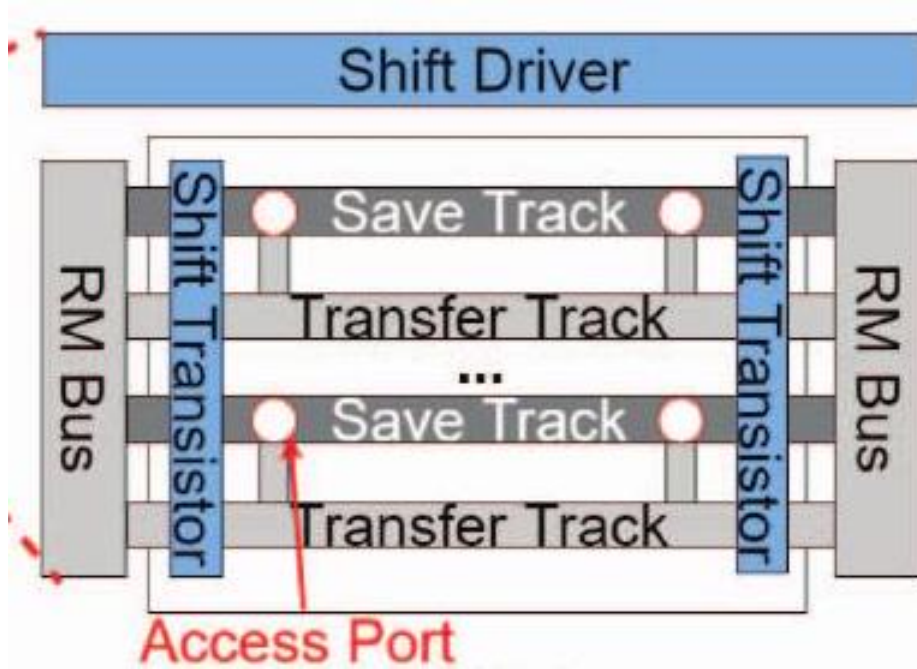 Shift Driver
RM Bus
Shift Transistor
Save Track
Transfer Track
...
Save Track
Transfer Track
Shift Transistor
RM Bus
Access Port